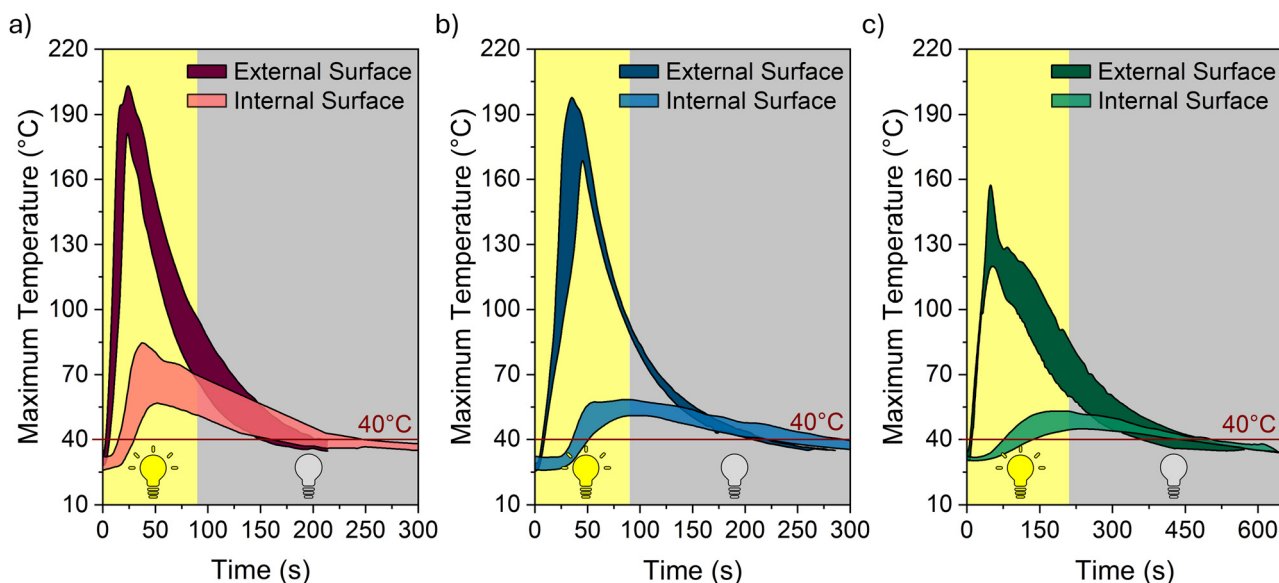 a)
220
190
160
130
100
70
40
10
Maximum Temperature (°C)
External Surface
Internal Surface
40°C
0
50
100
150
200
250
300
Time (s)
b)
220
190
160
130
100
70
40
10
Maximum Temperature (°C)
External Surface
Internal Surface
40°C
0
50
100
150
200
250
300
Time (s)
c)
220
190
160
130
100
70
40
10
Maximum Temperature (°C)
External Surface
Internal Surface
40°C
0
150
300
450
600
Time (s)